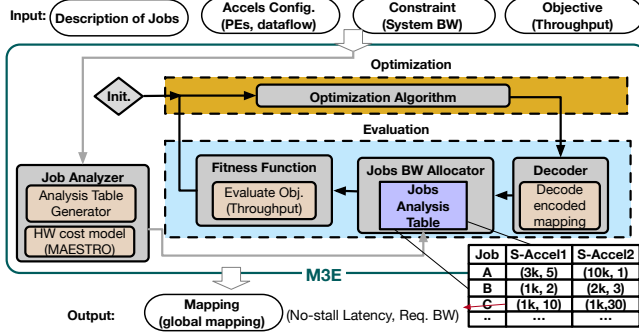 Input:
Description of Jobs
Accels Config.
(PEs, dataflow)
Constraint
(System BW)
Objective
(Throughput)
Optimization
Init.
Optimization Algorithm
Evaluation
Job Analyzer
Analysis Table
Generator
HW cost model
(MAESTRO)
Fitness Function
Evaluate Obj.
(Throughput)
Jobs BW Allocator
Jobs
Analysis
Table
Decoder
Decode
encoded
mapping
M3E
Job S-Accel1 S-Accel2
A (3k, 5) (10k, 1)
B (1k, 2) (2k, 3)
C (1k, 10) (1k,30)
.. ... ...
Output:
Mapping
(global mapping)
(No-stall Latency, Req. BW)